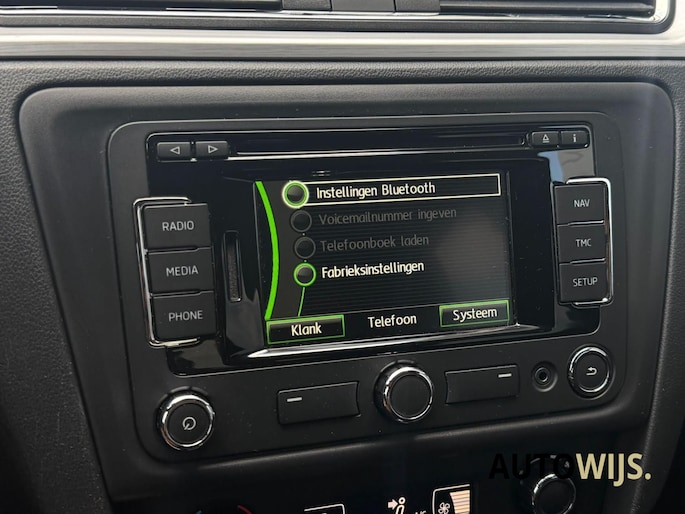 Instellingen Bluetooth
Voicemailnummer ingeven
Telefoonboek laden
Fabrieksinstellingen
Klank Telefoon Systeem
RADIO
MEDIA
PHONE
i
NAV
TMC
SETUP
AUTOWIJS.